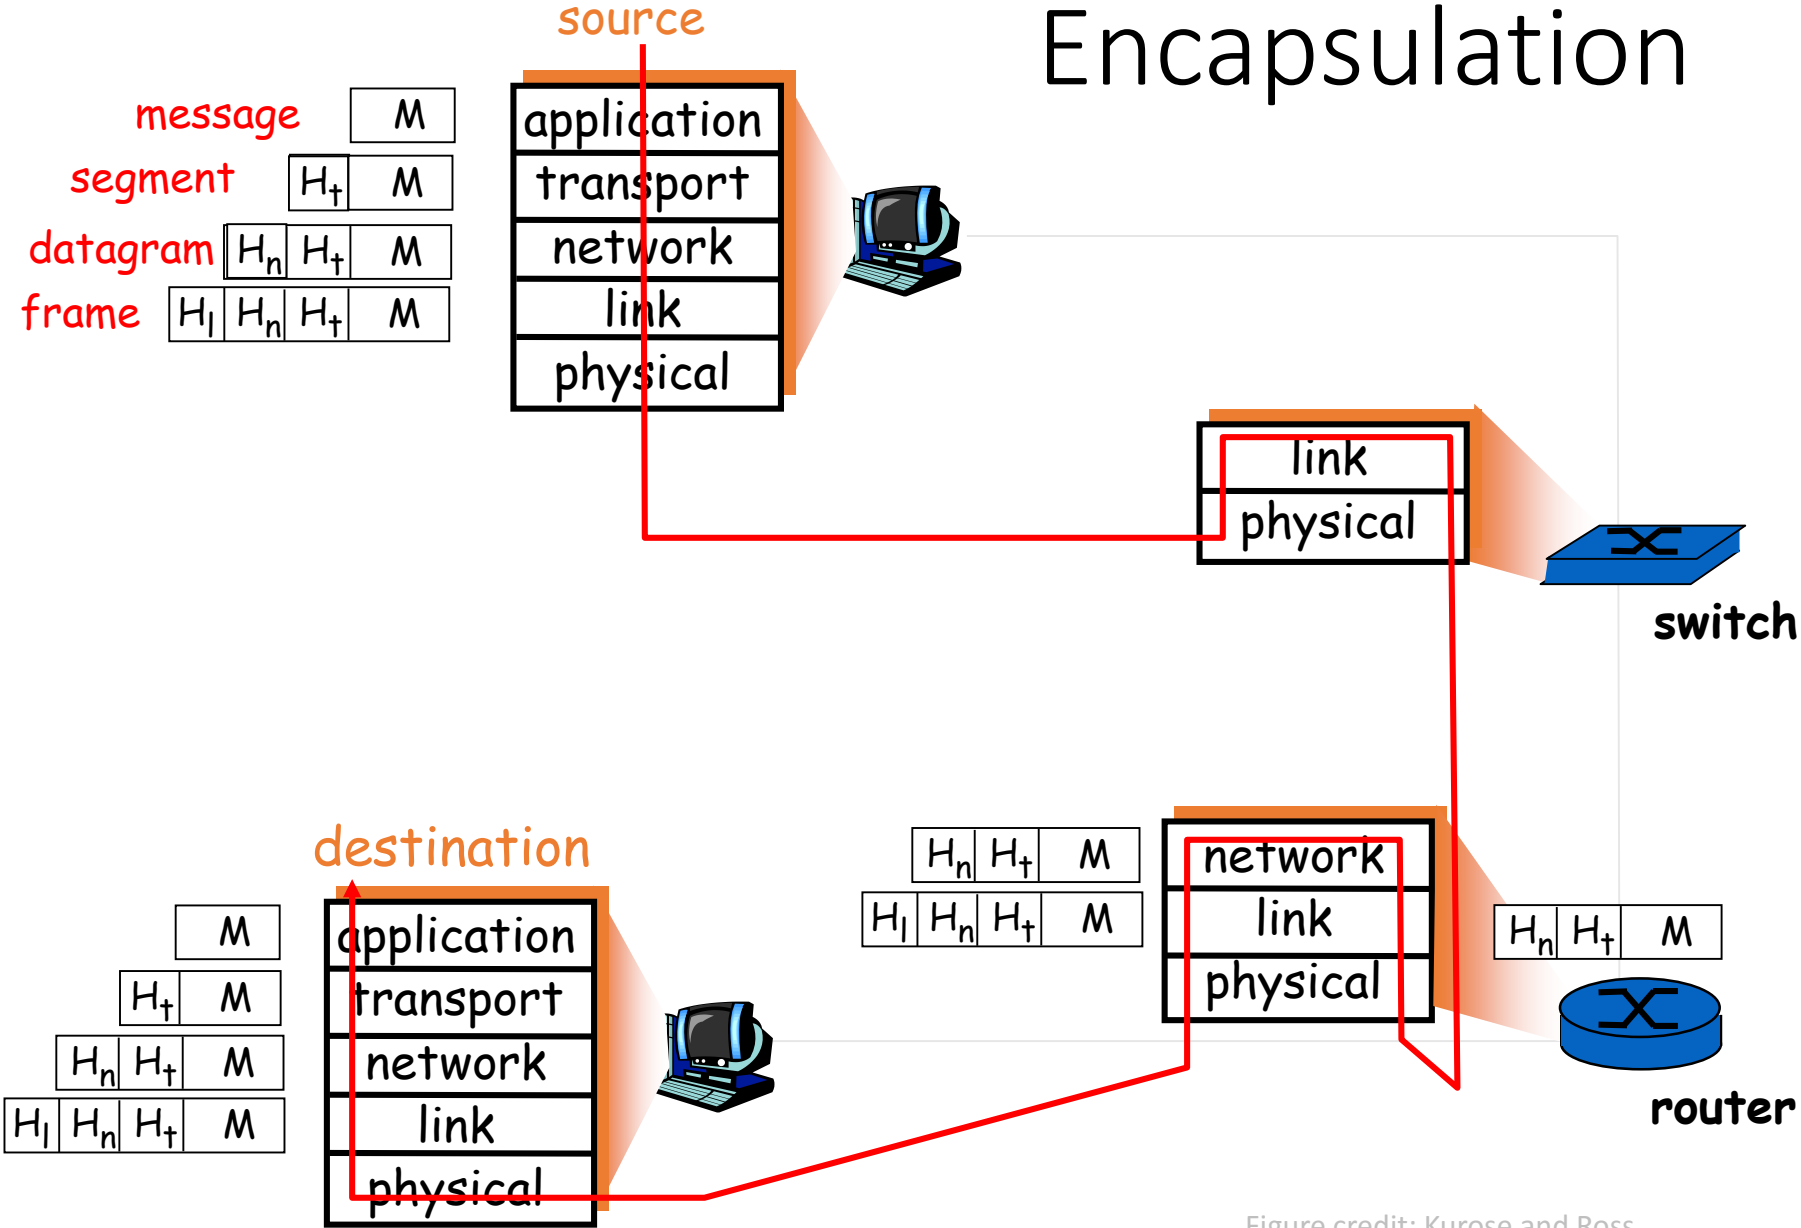 Encapsulation
source
message M
segment Ht M
datagram Hn Ht M
frame Hl Hn Ht M
application
transport
network
link
physical
link
physical
switch
Hn Ht M
Hl Hn Ht M
network
link
physical
Hn Ht M
router
destination
M
Ht M
Hn Ht M
Hl Hn Ht M
application
transport
network
link
physical
Figure credit: Kurose and Ross